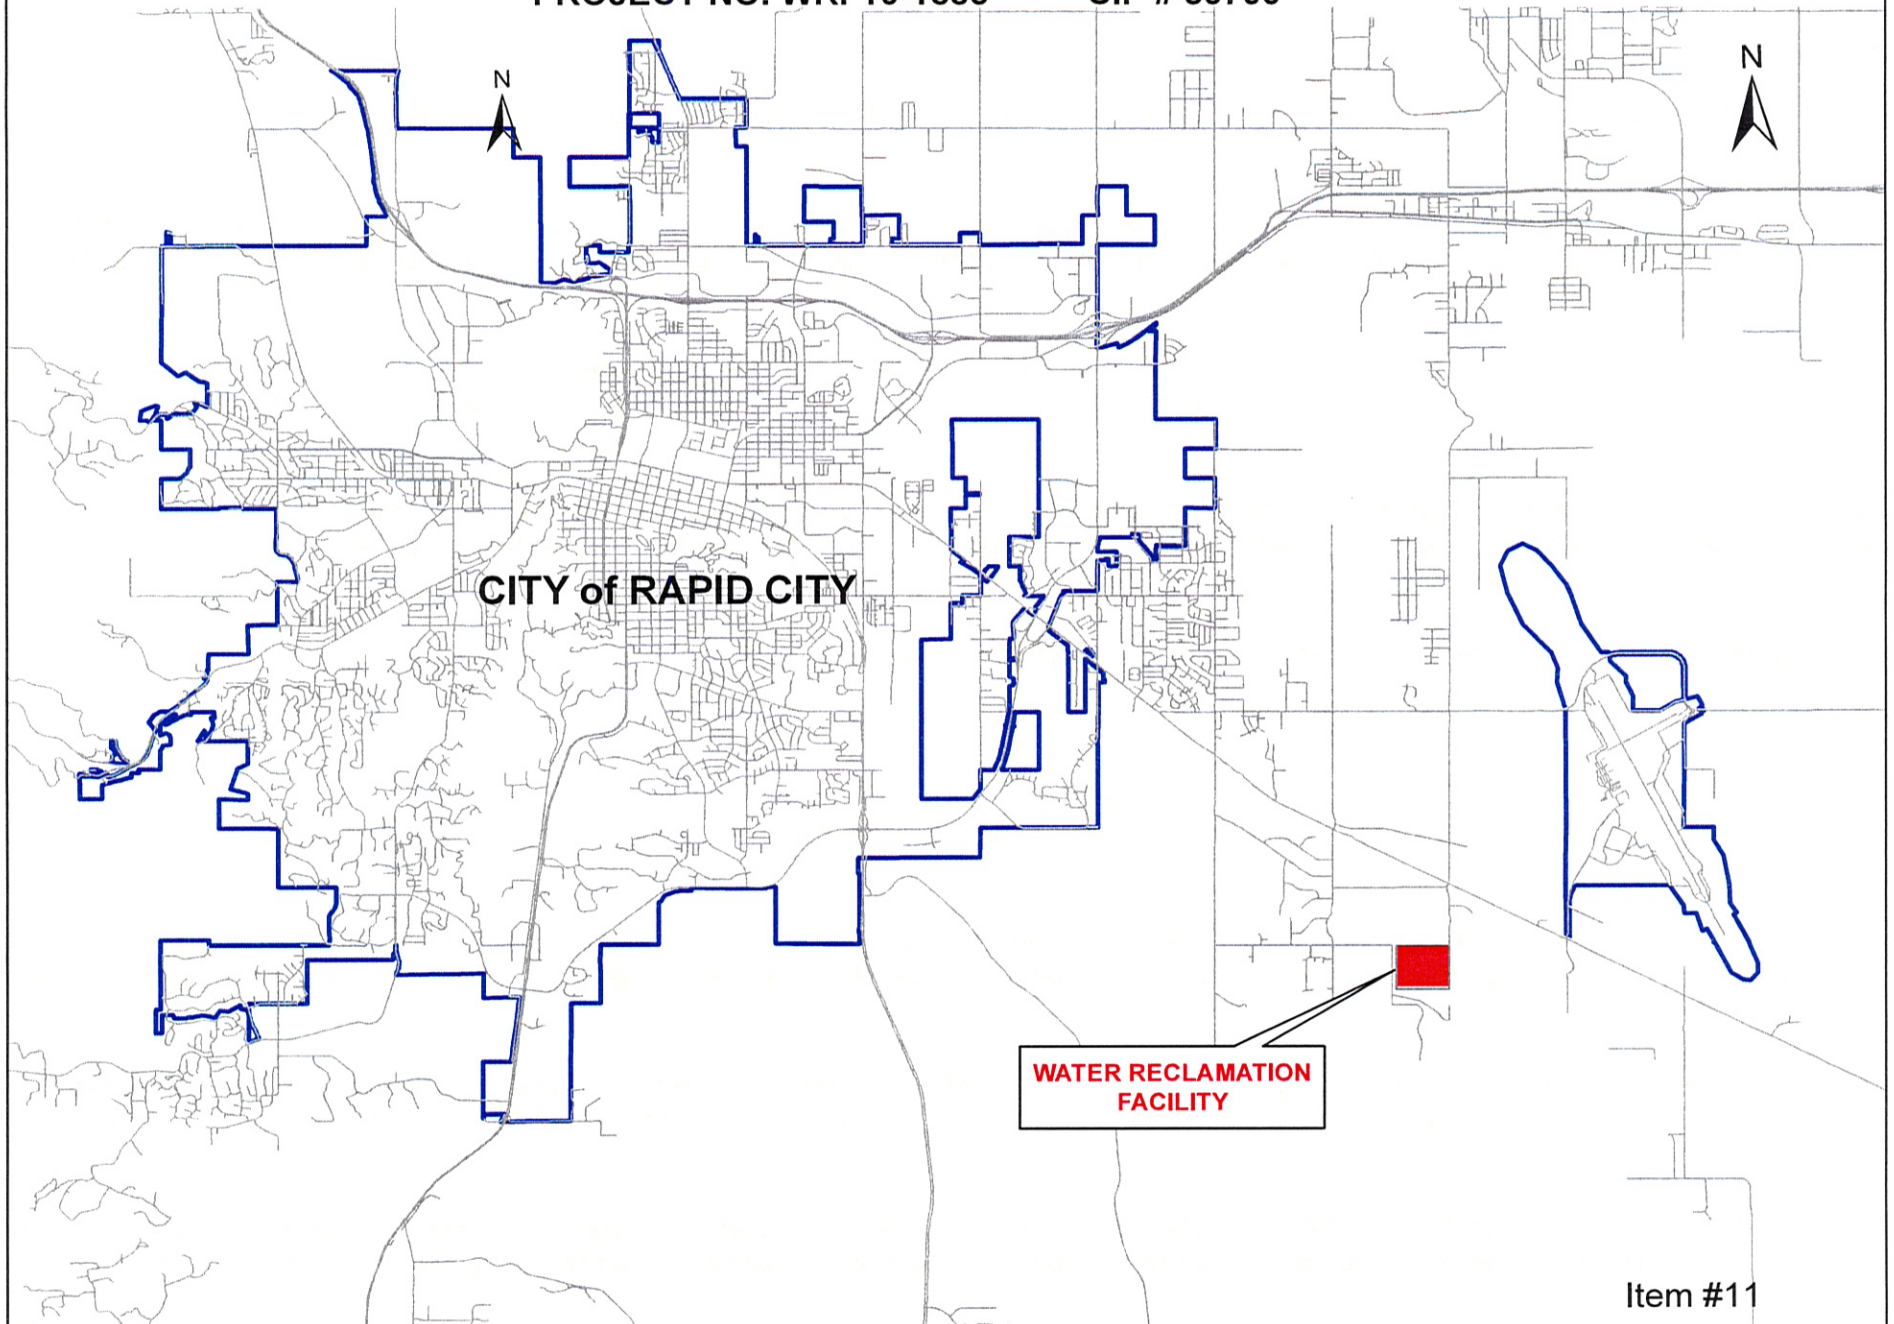 N
N
CITY of RAPID CITY
WATER RECLAMATION
FACILITY
Item #11